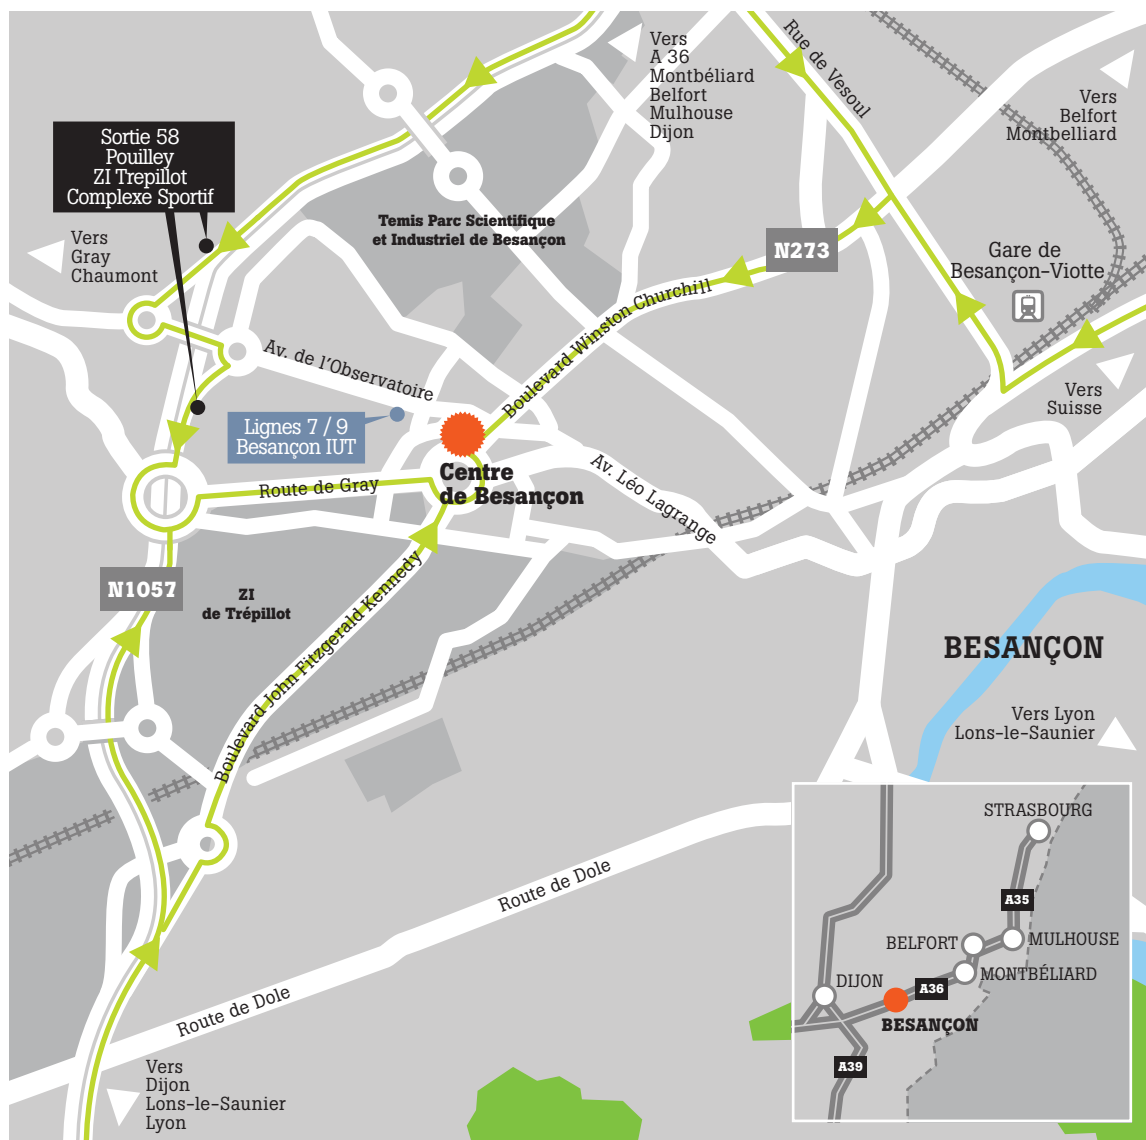 Vers
A 36
Montbéliard
Belfort
Mulhouse
Dijon
Rue de Vesoul
Vers
Belfort
Montbelliard
Sortie 58
Pouilley
ZI Trepillot
Complexe Sportif
Temis Parc Scientifique
et Industriel de Besançon
Vers
Gray
Chaumont
N273
Gare de
Besançon-Viotte
Boulevard Winston Churchill
Av. de l'Observatoire
Vers
Suisse
Lignes 7 / 9
Besançon IUT
Centre
de Besançon
Route de Gray
Av. Léo Lagrange
N1057
ZI
de Trépillot
Boulevard John Fitzgerald Kennedy
BESANÇON
Vers Lyon
Lons-le-Saunier
Route de Dole
Route de Dole
Vers
Dijon
Lons-le-Saunier
Lyon
STRASBOURG
A35
BELFORT
MULHOUSE
MONTBÉLIARD
DIJON
A36
BESANÇON
A39